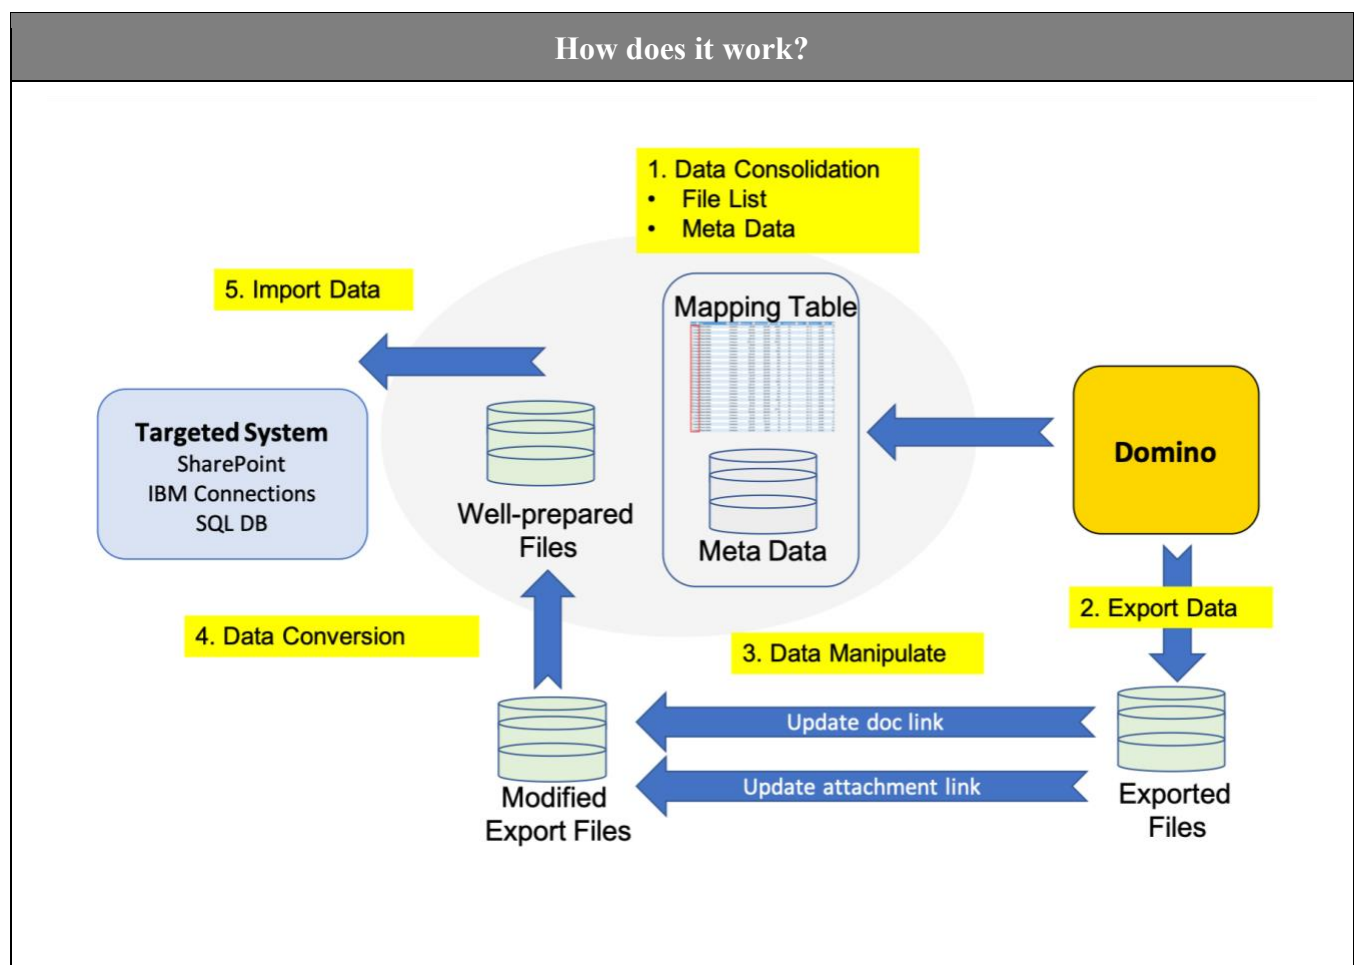 How does it work?
1. Data Consolidation
• File List
• Meta Data
5. Import Data
Mapping Table
Targeted System
SharePoint
IBM Connections
SQL DB
Domino
Well-prepared
Files
Meta Data
2. Export Data
4. Data Conversion
3. Data Manipulate
Update doc link
Update attachment link
Modified
Export Files
Exported
Files